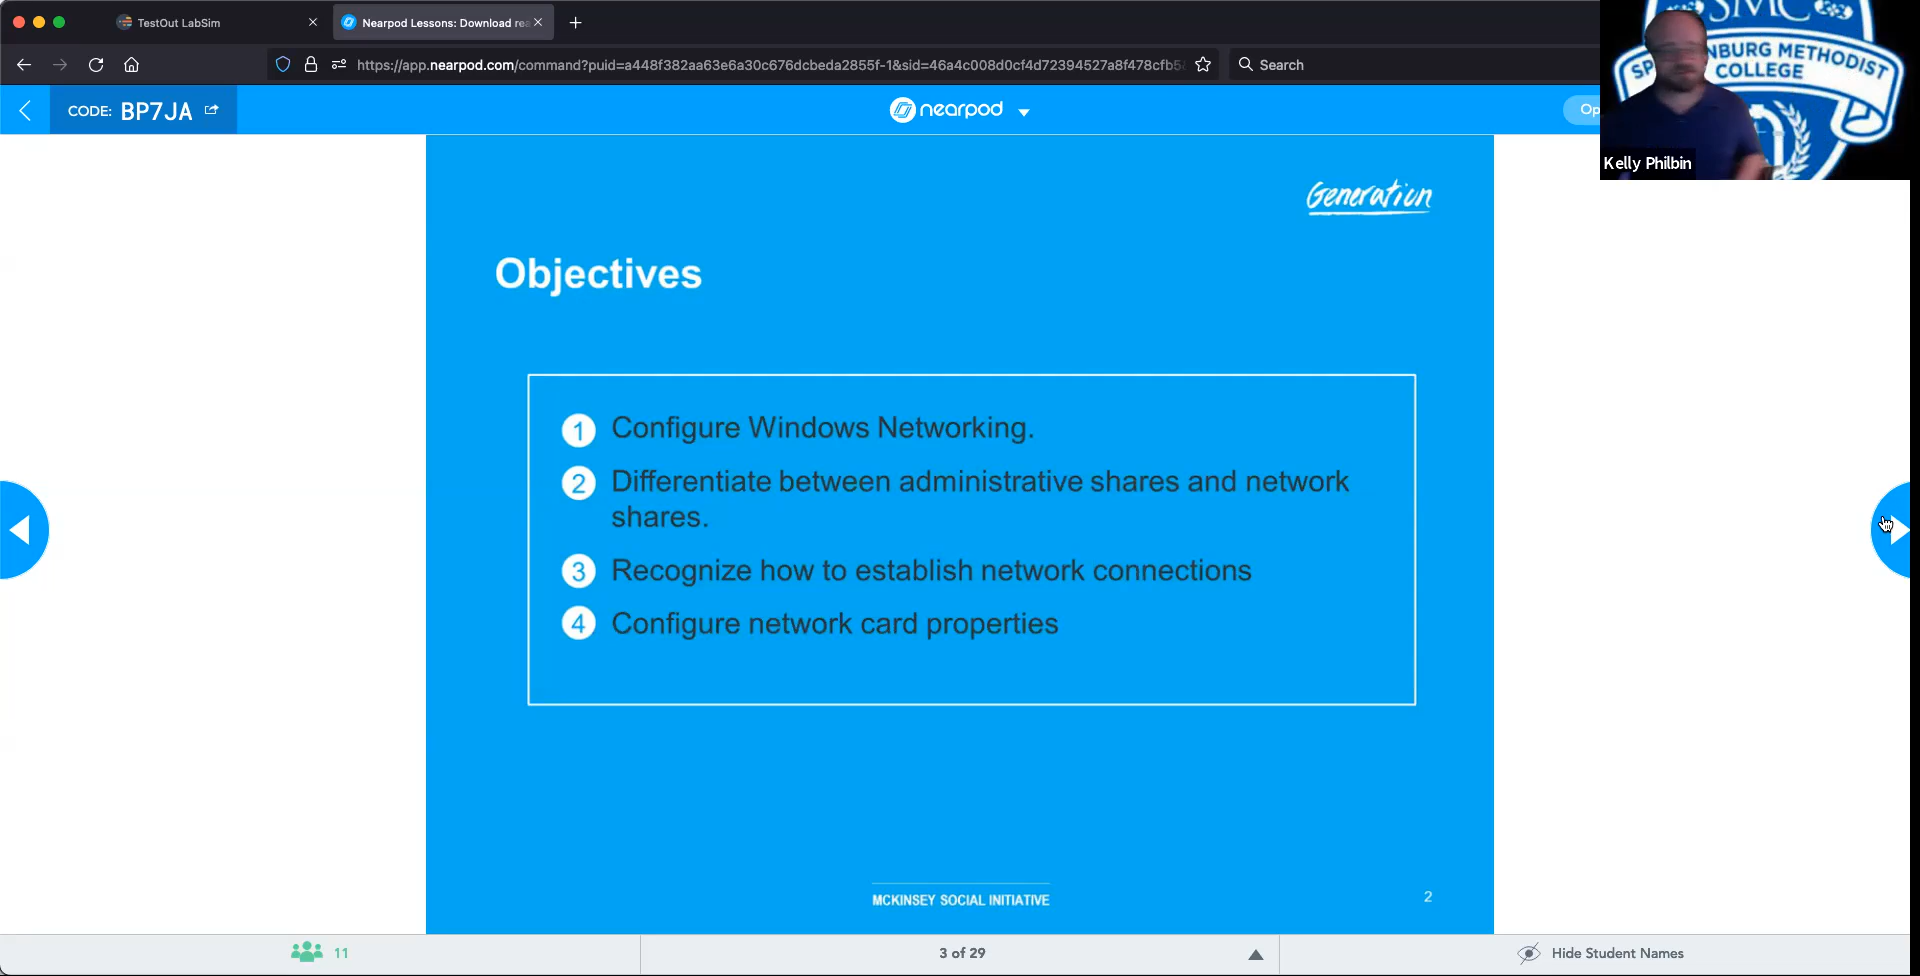 TestOut LabSim
Nearpod Lessons: Download rea
https://app.nearpod.com/command?puid=a448f382aa63e6a30c676dcbeda2855f-1&sid=46a4c008d0cf4d72394527a8f478cfb5
Search
SMC
NBURG METHODIST
COLLEGE
Kelly Philbin
CODE: BP7JA
nearpod
Op
Generation
Objectives
1 Configure Windows Networking.
2 Differentiate between administrative shares and network
shares.
3 Recognize how to establish network connections
4 Configure network card properties
MCKINSEY SOCIAL INITIATIVE
2
11
3 of 29
Hide Student Names